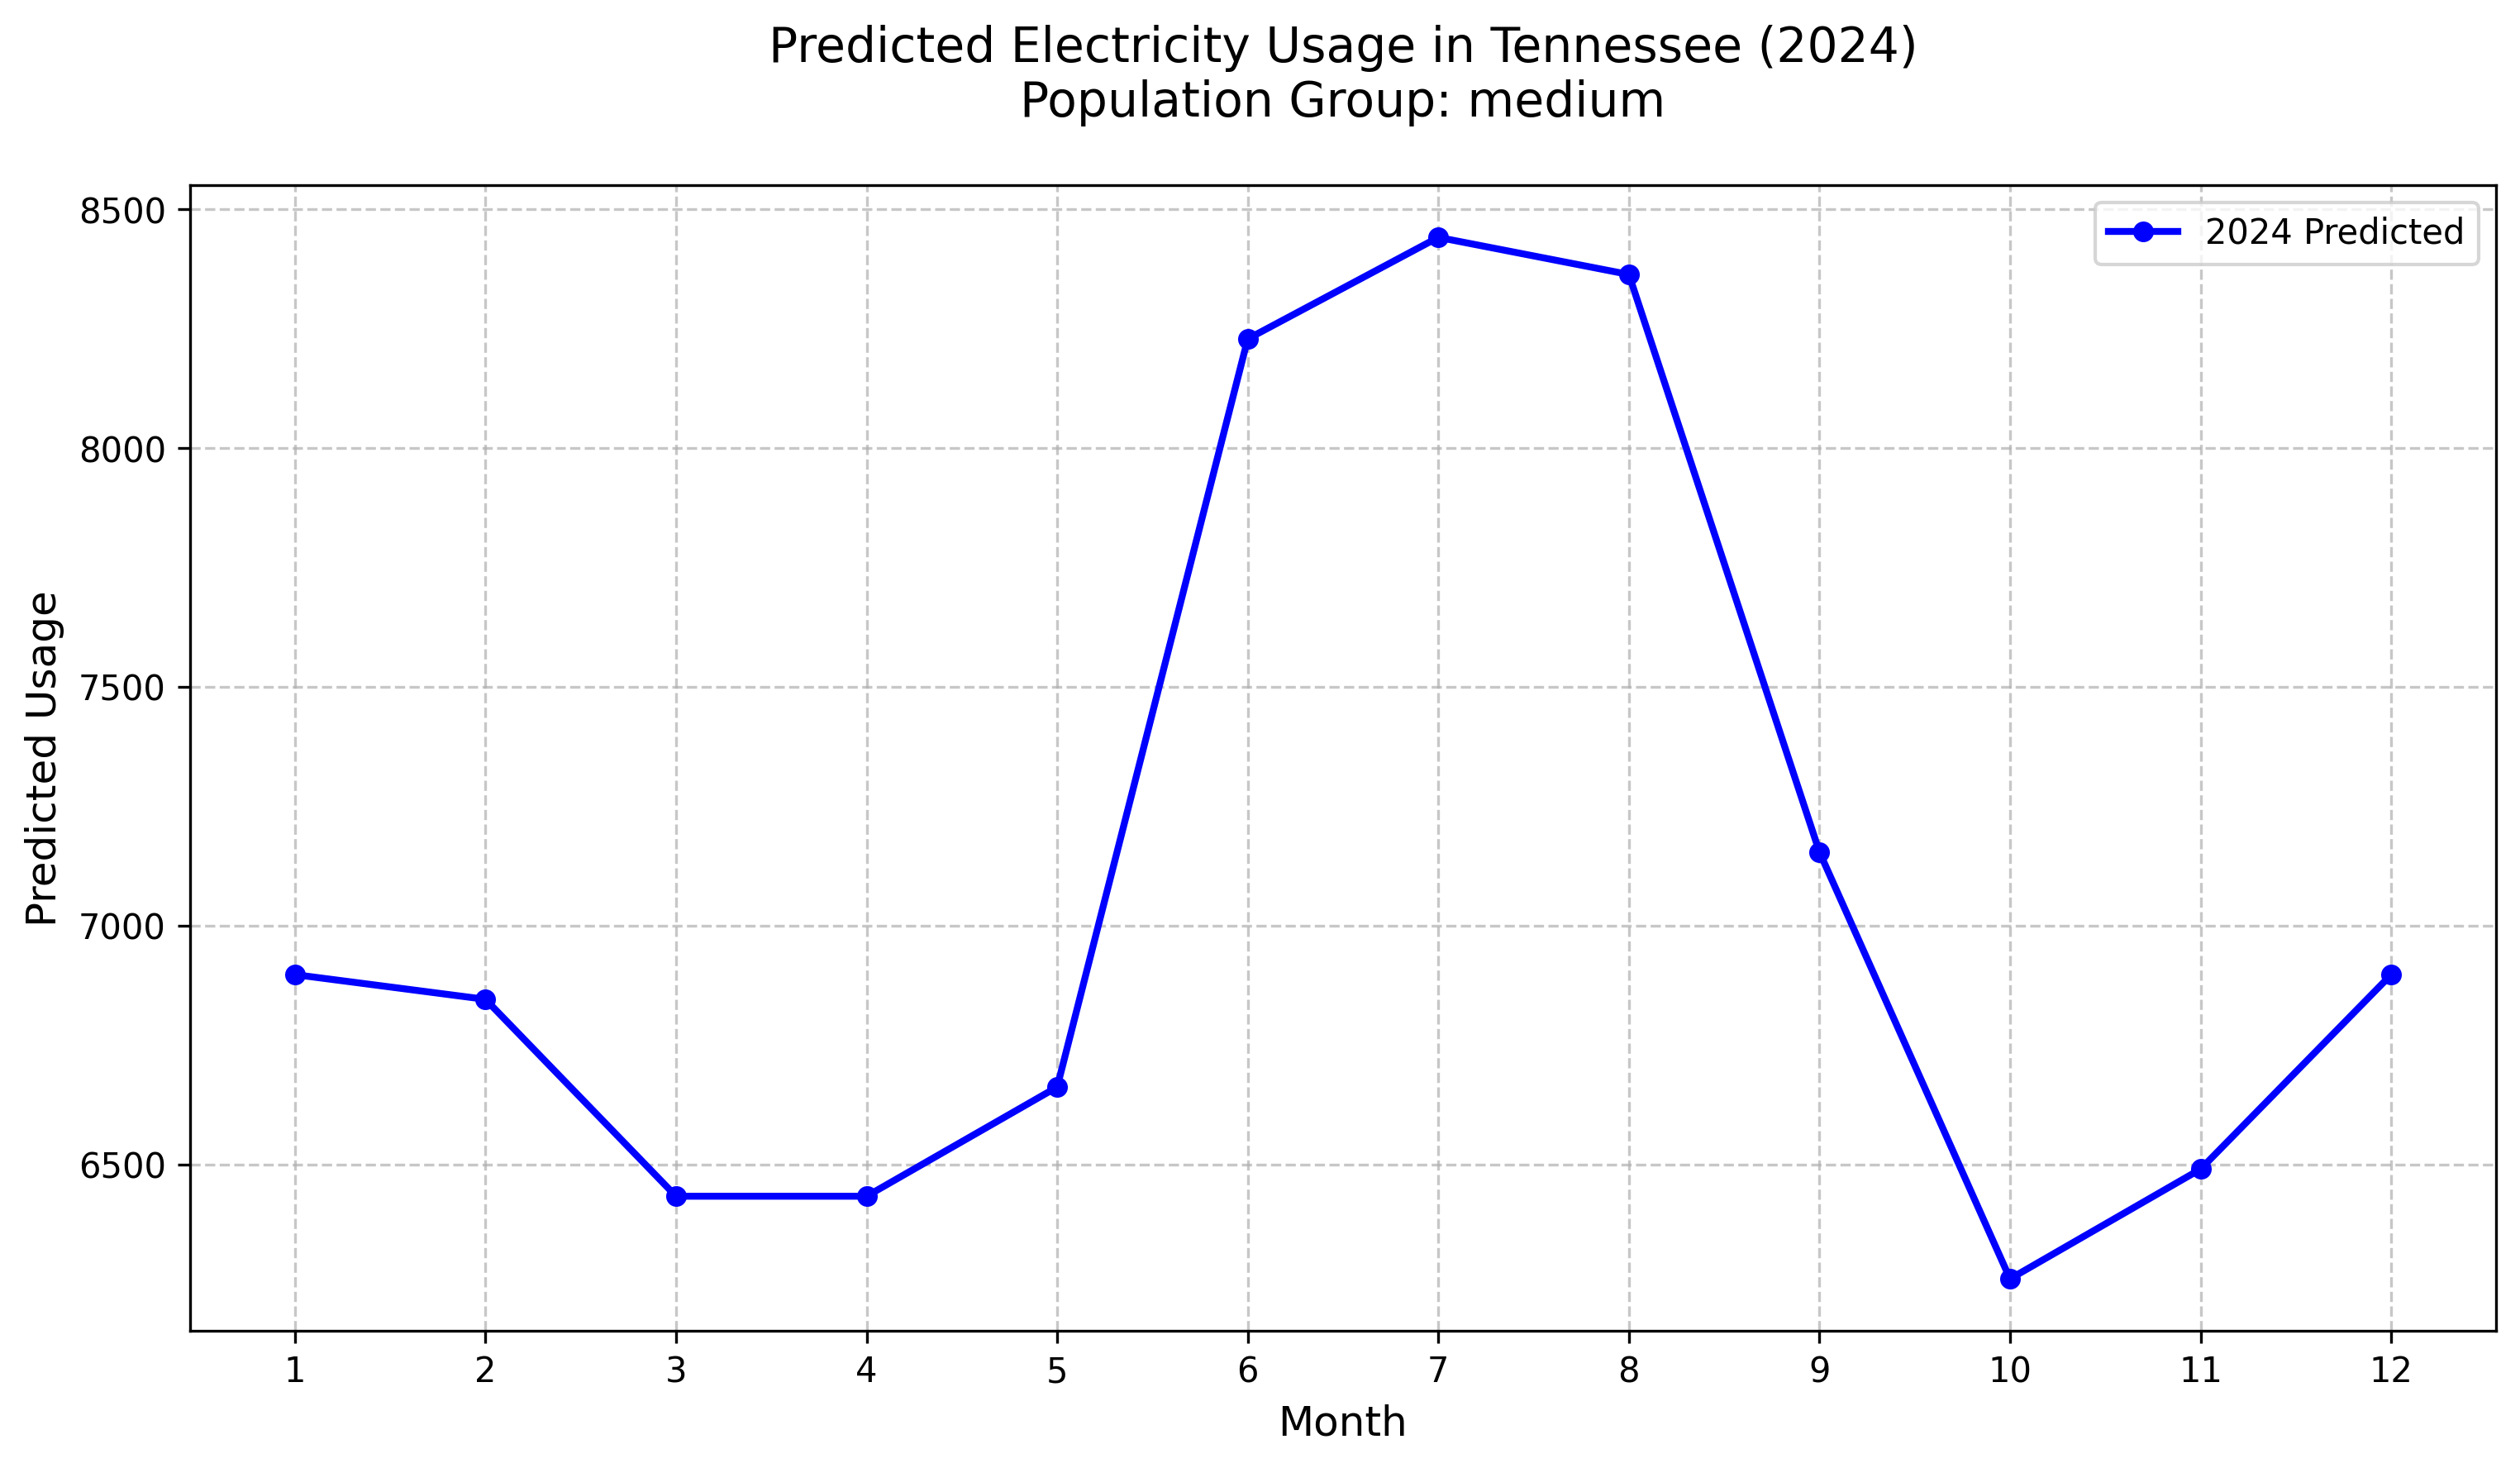 Predicted Electricity Usage in Tennessee (2024)
Population Group: medium
2024 Predicted
Predicted Usage
8500
8000
7500
7000
6500
1 2 3 4 5 6 7 8 9 10 11 12
Month